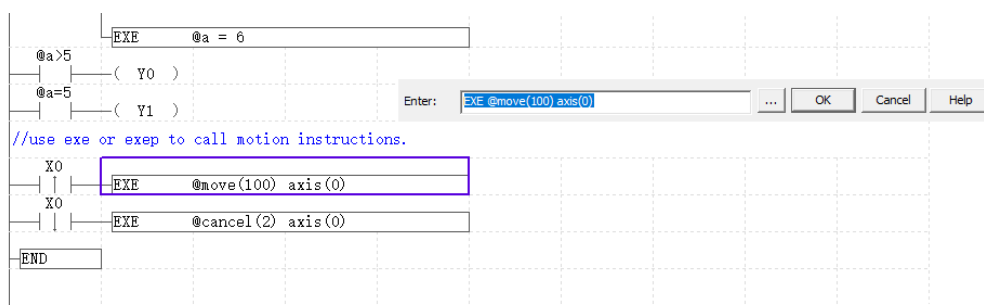 EXE @a = 6
@a>5
( Y0 )
@a=5
( Y1 )
Enter: EXE @move(100) axis(0) ... OK Cancel Help
//use exe or exep to call motion instructions.
X0
↑ EXE @move(100) axis(0)
X0
↓ EXE @cancel(2) axis(0)
END